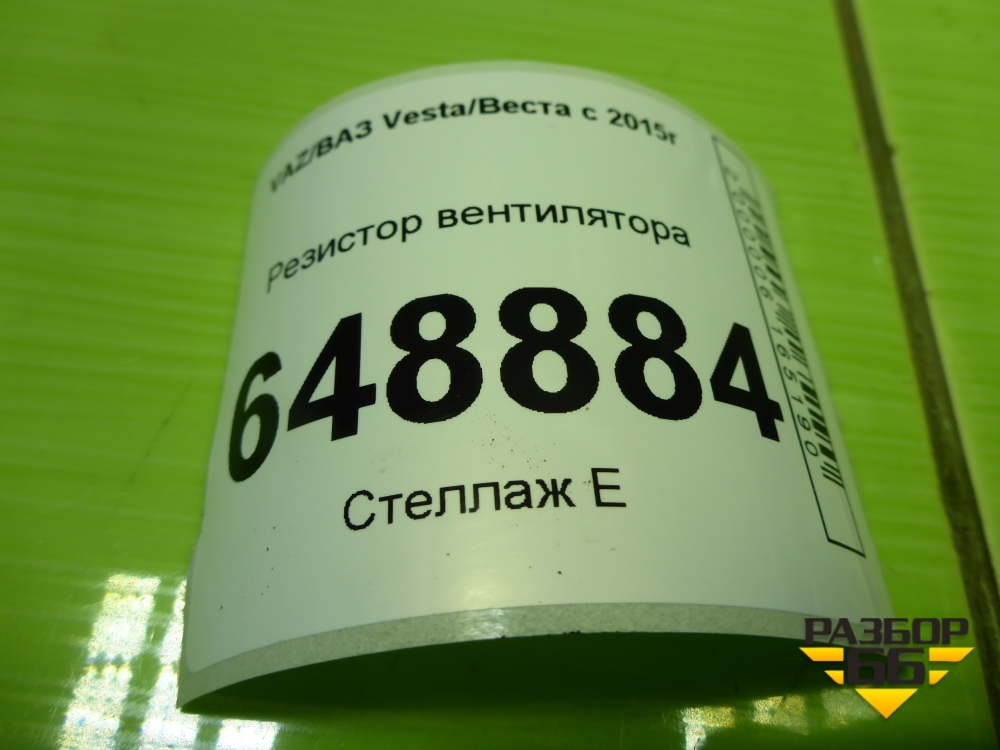 VAZ/ВАЗ Vesta/Веста с 2015г
Резистор вентилятора
648884
Стеллаж Е
РАЗБОР
66